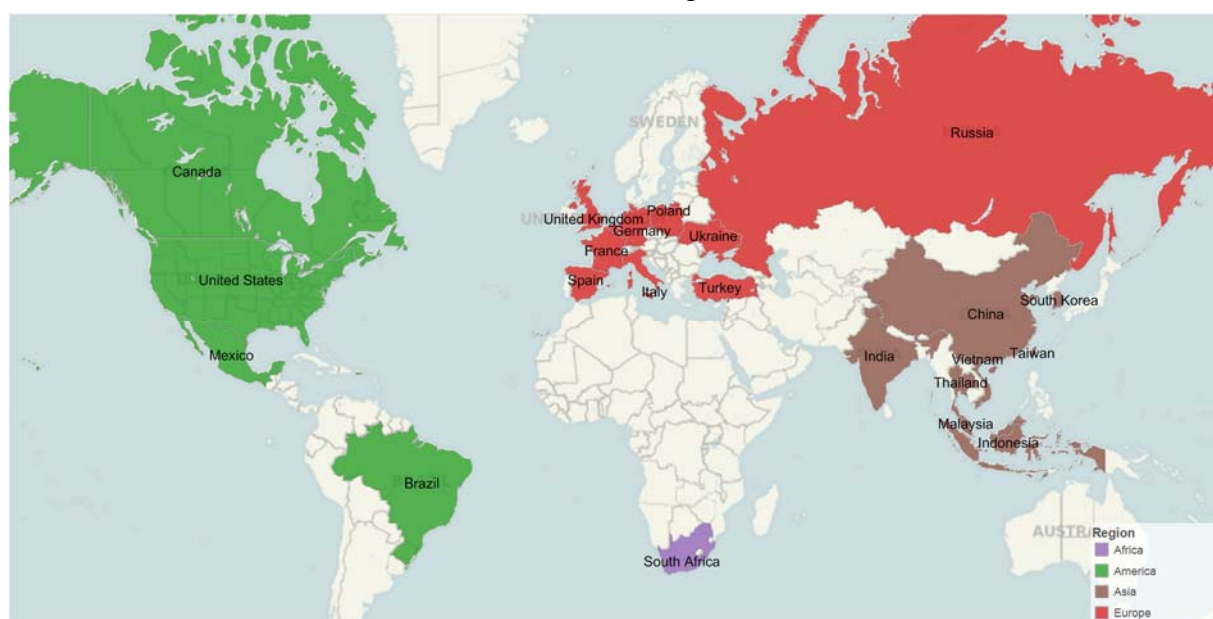 SWEDEN
Russia
Canada
Poland
United Kingdom
Germany
Ukraine
France
United States
Spain
Turkey
Italy
South Korea
China
Mexico
India
Vietnam
Taiwan
Thailand
Malaysia
Indonesia
Brazil
AUSTRA
South Africa
Region
Africa
America
Asia
Europe